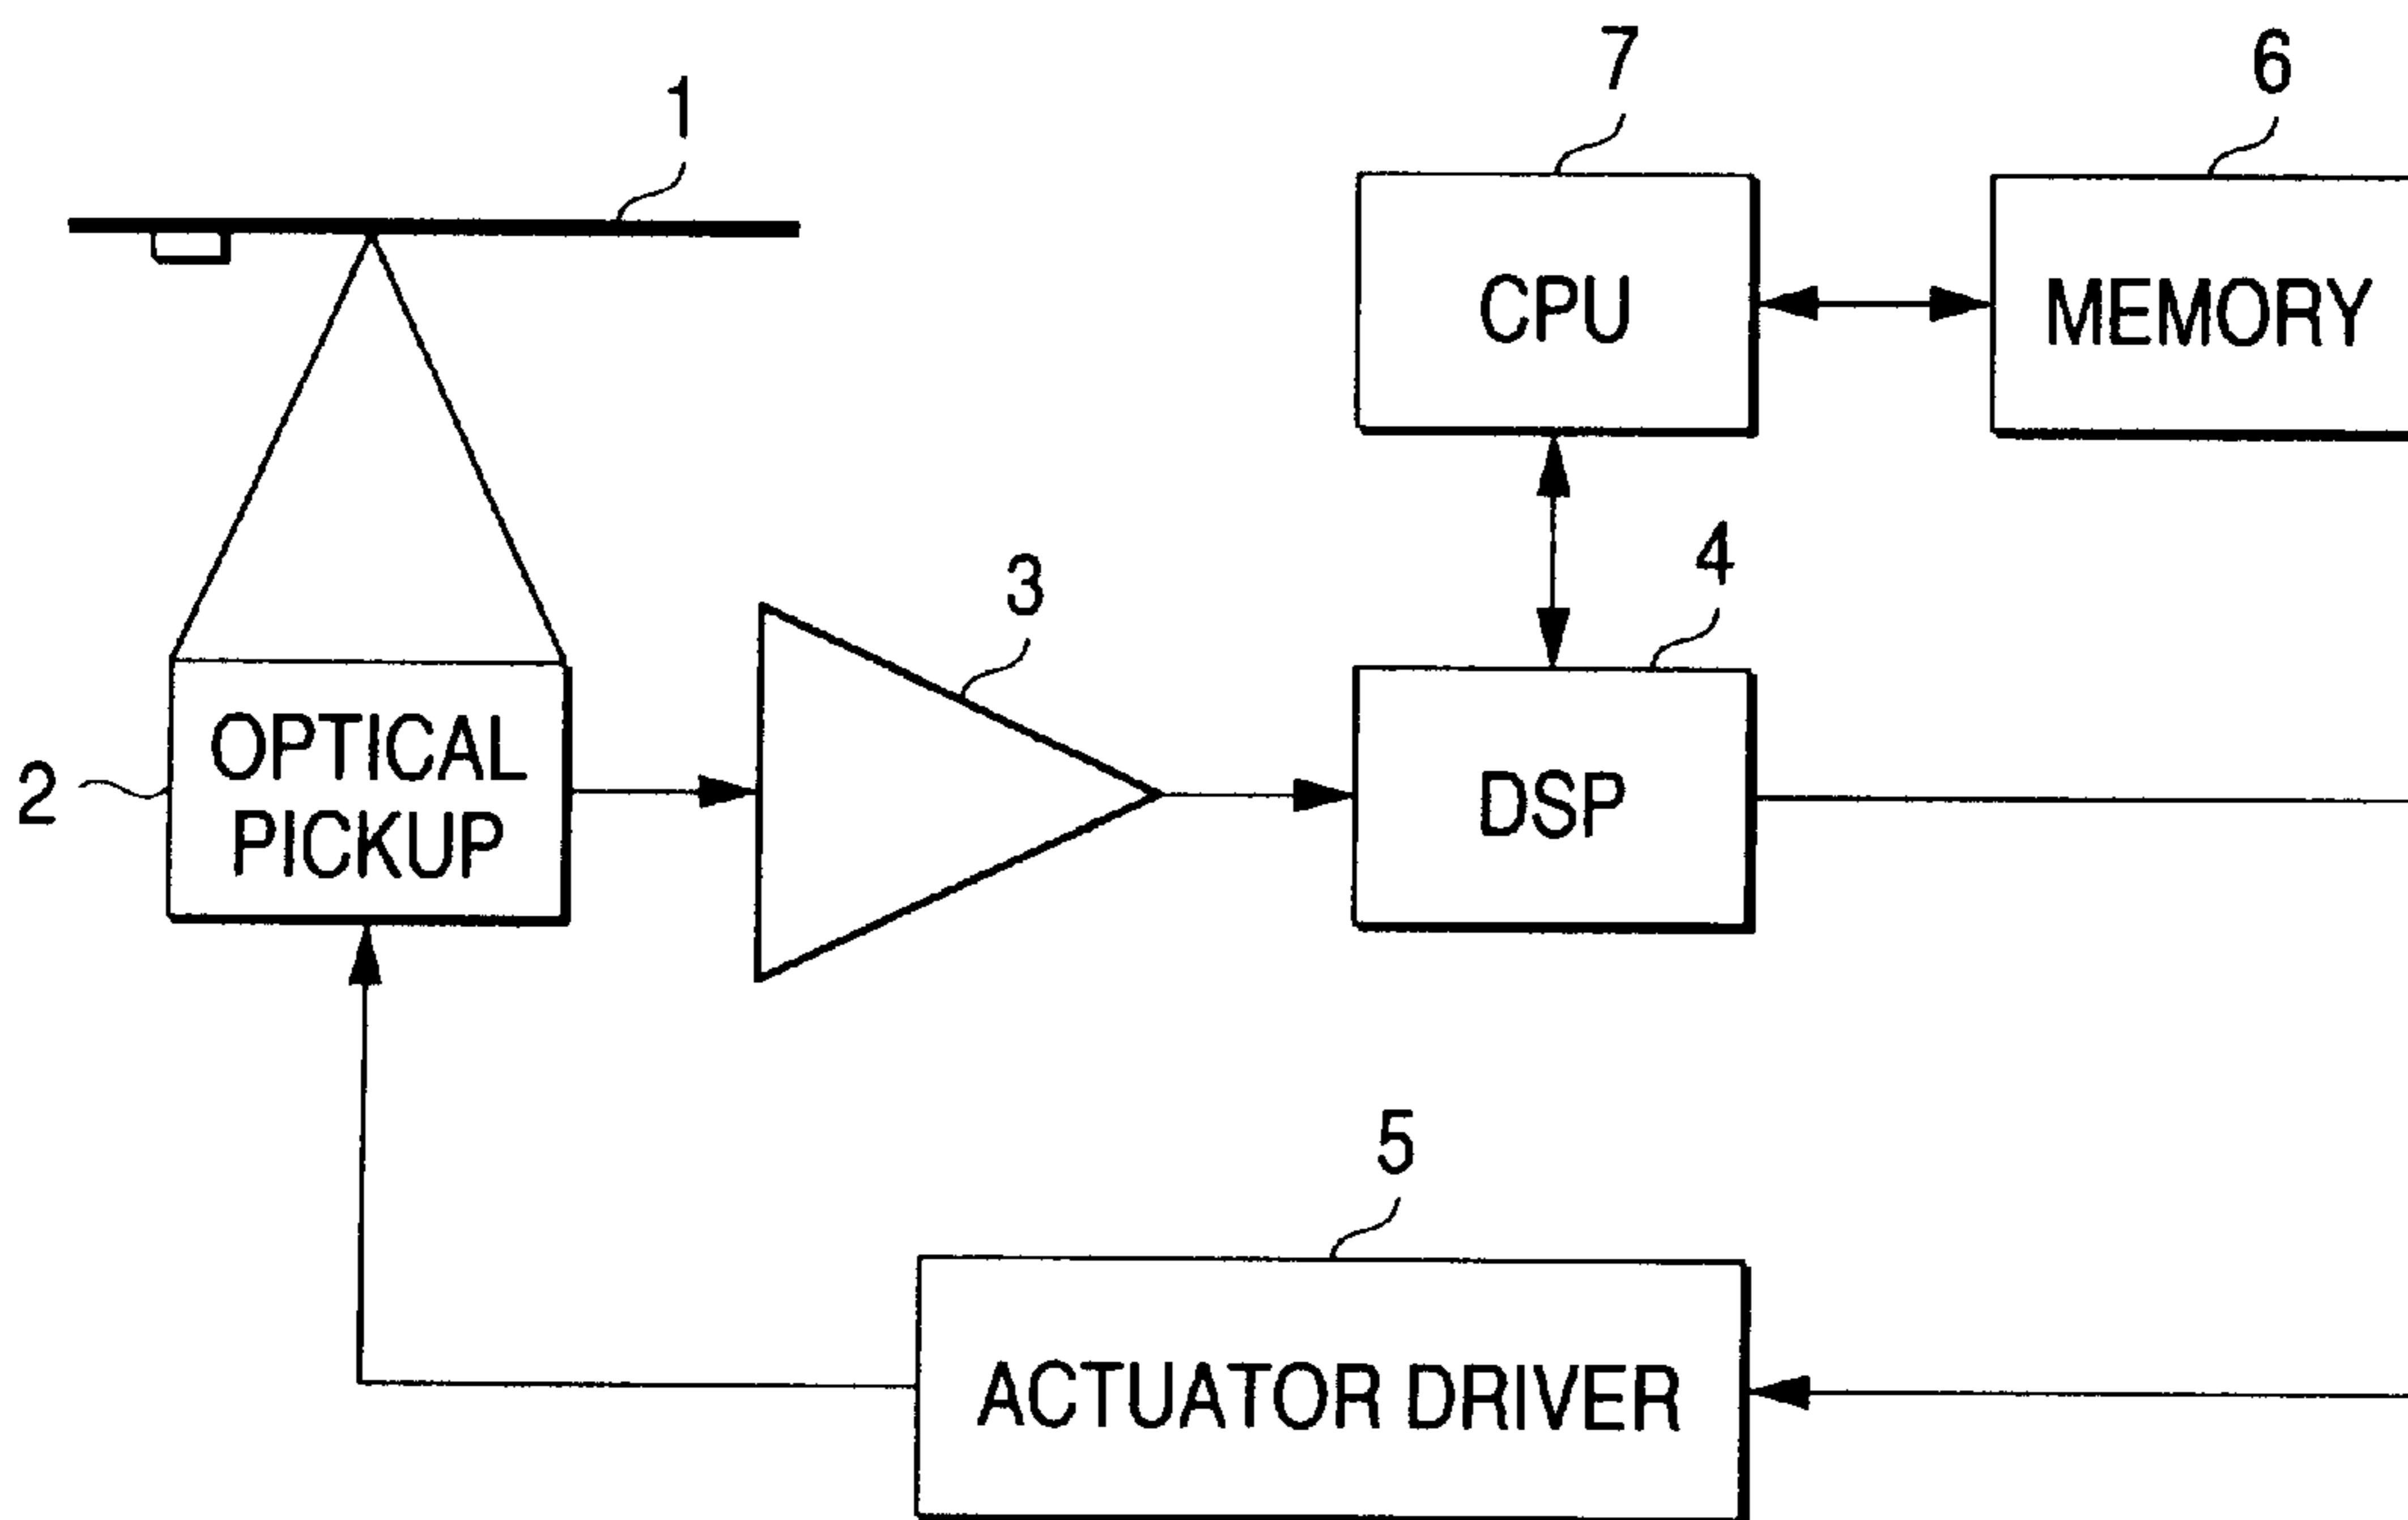 7
6
1
CPU
MEMORY
4
3
OPTICAL
PICKUP
2
DSP
5
ACTUATOR DRIVER